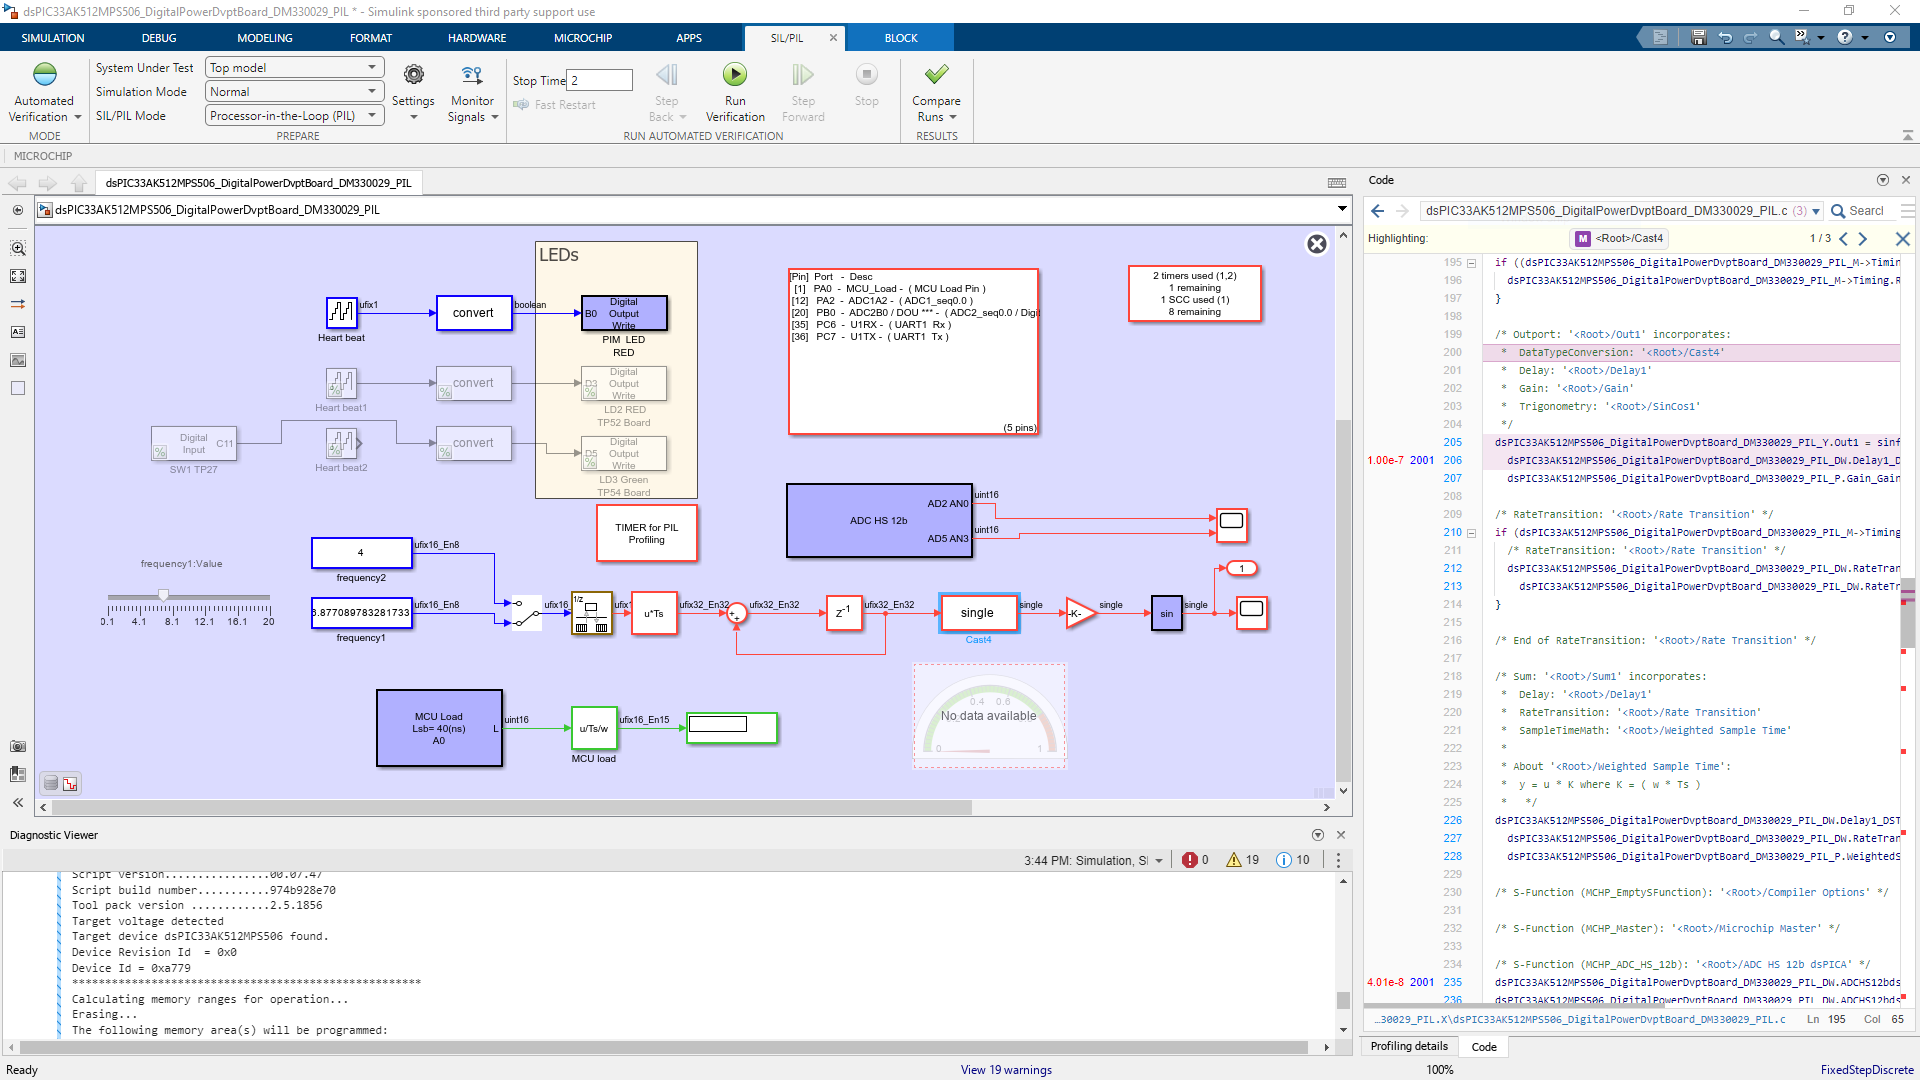 dsPIC33AK512MPS506_DigitalPowerDvptBoard_DM330029_PIL * - Simulink sponsored third party support use
SIMULATION DEBUG MODELING FORMAT HARDWARE MICROCHIP APPS SIL/PIL BLOCK
System Under Test Top model
Simulation Mode Normal
SIL/PIL Mode Processor-in-the-Loop (PIL)
Automated Verification
Settings
Monitor Signals
Stop Time 2
Fast Restart
Step Back
Run Verification
Step Forward
Stop
Compare Runs
MODE PREPARE RUN AUTOMATED VERIFICATION RESULTS
MICROCHIP
dsPIC33AK512MPS506_DigitalPowerDvptBoard_DM330029_PIL
dsPIC33AK512MPS506_DigitalPowerDvptBoard_DM330029_PIL
LEDs
Heart beat
ufix1
convert
boolean
B0 Digital Output Write
PIM LED RED
Heart beat1
convert
D3 Digital Output Write
LD2 RED TP52 Board
Digital Input C11
SW1 TP27
Heart beat2
convert
D5 Digital Output Write
LD3 Green TP54 Board
[Pin] Port - Desc
[1] PA0 - MCU_Load - ( MCU Load Pin )
[12] PA2 - ADC1A2 - ( ADC1_seq0.0 )
[20] PB0 - ADC2B0 / DOU *** - ( ADC2_seq0.0 / Digi
[35] PC6 - U1RX - ( UART1 Rx )
[36] PC7 - U1TX - ( UART1 Tx )
(5 pins)
2 timers used (1,2)
1 remaining
1 SCC used (1)
8 remaining
TIMER for PIL Profiling
ADC HS 12b
AD2 AN0
AD5 AN3
uint16
uint16
frequency1:Value
0.1 4.1 8.1 12.1 16.1 20
4
ufix16_En8
frequency2
3.877089783281733
ufix16_En8
frequency1
ufix16
1/z
ufix1
u*Ts
ufix32_En32
ufix32_En32
z-1
ufix32_En32
single
Cast4
single
-K-
single
sin
single
1
MCU Load
Lsb= 40(ns)
A0
L
uint16
u/Ts/w
MCU load
ufix16_En15
0.4 0.6
No data available
0 1
Diagnostic Viewer
3:44 PM: Simulation, S 0 19 10
Script version................00.07.47
Script build number...........974b928e70
Tool pack version ............2.5.1856
Target voltage detected
Target device dsPIC33AK512MPS506 found.
Device Revision Id  = 0x0
Device Id = 0xa779
*****************************************************
Calculating memory ranges for operation...
Erasing...
The following memory area(s) will be programmed:
Code
dsPIC33AK512MPS506_DigitalPowerDvptBoard_DM330029_PIL.c (3) Search
Highlighting: M <Root>/Cast4 1 / 3
195 if ((dsPIC33AK512MPS506_DigitalPowerDvptBoard_DM330029_PIL_M->Timin
196 dsPIC33AK512MPS506_DigitalPowerDvptBoard_DM330029_PIL_M->Timing.R
197 }
198
199 /* Outport: '<Root>/Out1' incorporates:
200 *  DataTypeConversion: '<Root>/Cast4'
201 *  Delay: '<Root>/Delay1'
202 *  Gain: '<Root>/Gain'
203 *  Trigonometry: '<Root>/SinCos1'
204 */
205 dsPIC33AK512MPS506_DigitalPowerDvptBoard_DM330029_PIL_Y.Out1 = sinf
1.00e-7 2001 206 dsPIC33AK512MPS506_DigitalPowerDvptBoard_DM330029_PIL_DW.Delay1_D
207 dsPIC33AK512MPS506_DigitalPowerDvptBoard_DM330029_PIL_P.Gain_Gain
208
209 /* RateTransition: '<Root>/Rate Transition' */
210 if (dsPIC33AK512MPS506_DigitalPowerDvptBoard_DM330029_PIL_M->Timing
211 /* RateTransition: '<Root>/Rate Transition' */
212 dsPIC33AK512MPS506_DigitalPowerDvptBoard_DM330029_PIL_DW.RateTran
213 dsPIC33AK512MPS506_DigitalPowerDvptBoard_DM330029_PIL_DW.RateTr
214 }
215
216 /* End of RateTransition: '<Root>/Rate Transition' */
217
218 /* Sum: '<Root>/Sum1' incorporates:
219 *  Delay: '<Root>/Delay1'
220 *  RateTransition: '<Root>/Rate Transition'
221 *  SampleTimeMath: '<Root>/Weighted Sample Time'
222 *
223 * About '<Root>/Weighted Sample Time':
224 *  y = u * K where K = ( w * Ts )
225 *   */
226 dsPIC33AK512MPS506_DigitalPowerDvptBoard_DM330029_PIL_DW.Delay1_DST
227 dsPIC33AK512MPS506_DigitalPowerDvptBoard_DM330029_PIL_DW.RateTran
228 dsPIC33AK512MPS506_DigitalPowerDvptBoard_DM330029_PIL_P.WeightedS
229
230 /* S-Function (MCHP_EmptySFunction): '<Root>/Compiler Options' */
231
232 /* S-Function (MCHP_Master): '<Root>/Microchip Master' */
233
234 /* S-Function (MCHP_ADC_HS_12b): '<Root>/ADC HS 12b dsPICA' */
4.01e-8 2001 235 dsPIC33AK512MPS506_DigitalPowerDvptBoard_DM330029_PIL_DW.ADCHS12bds
236 dsPIC33AK512MPS506_DigitalPowerDvptBoard_DM330029_PIL_DW.ADCHS12bds
...30029_PIL.X\dsPIC33AK512MPS506_DigitalPowerDvptBoard_DM330029_PIL.c Ln 195 Col 65
Profiling details Code
Ready View 19 warnings 100% FixedStepDiscrete